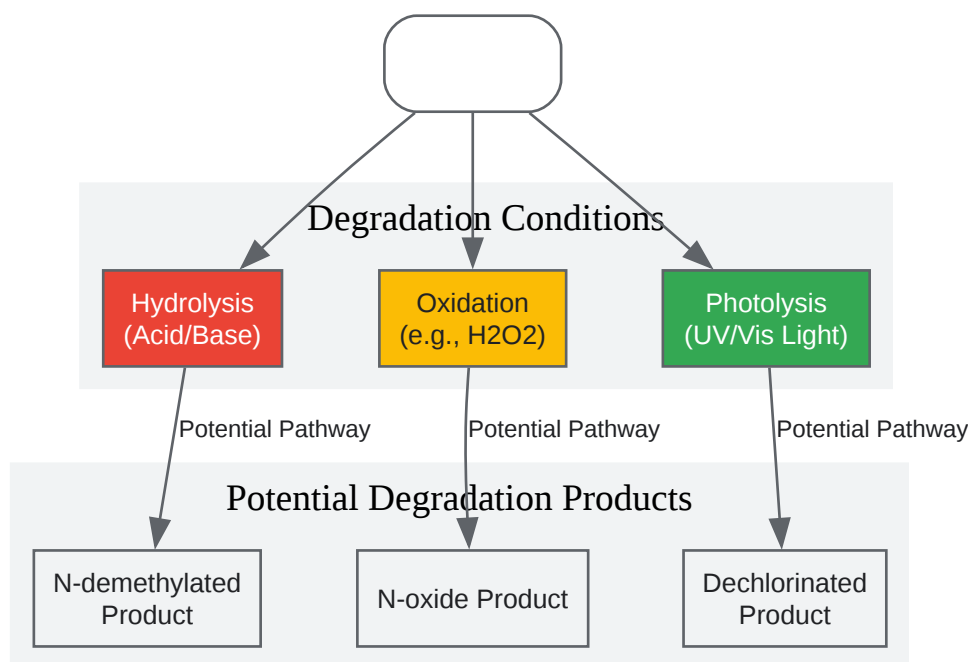 Degradation Conditions
Hydrolysis
(Acid/Base)
Oxidation
(e.g., H2O2)
Photolysis
(UV/Vis Light)
Potential Pathway
Potential Pathway
Potential Pathway
Potential Degradation Products
N-demethylated
Product
N-oxide Product
Dechlorinated
Product